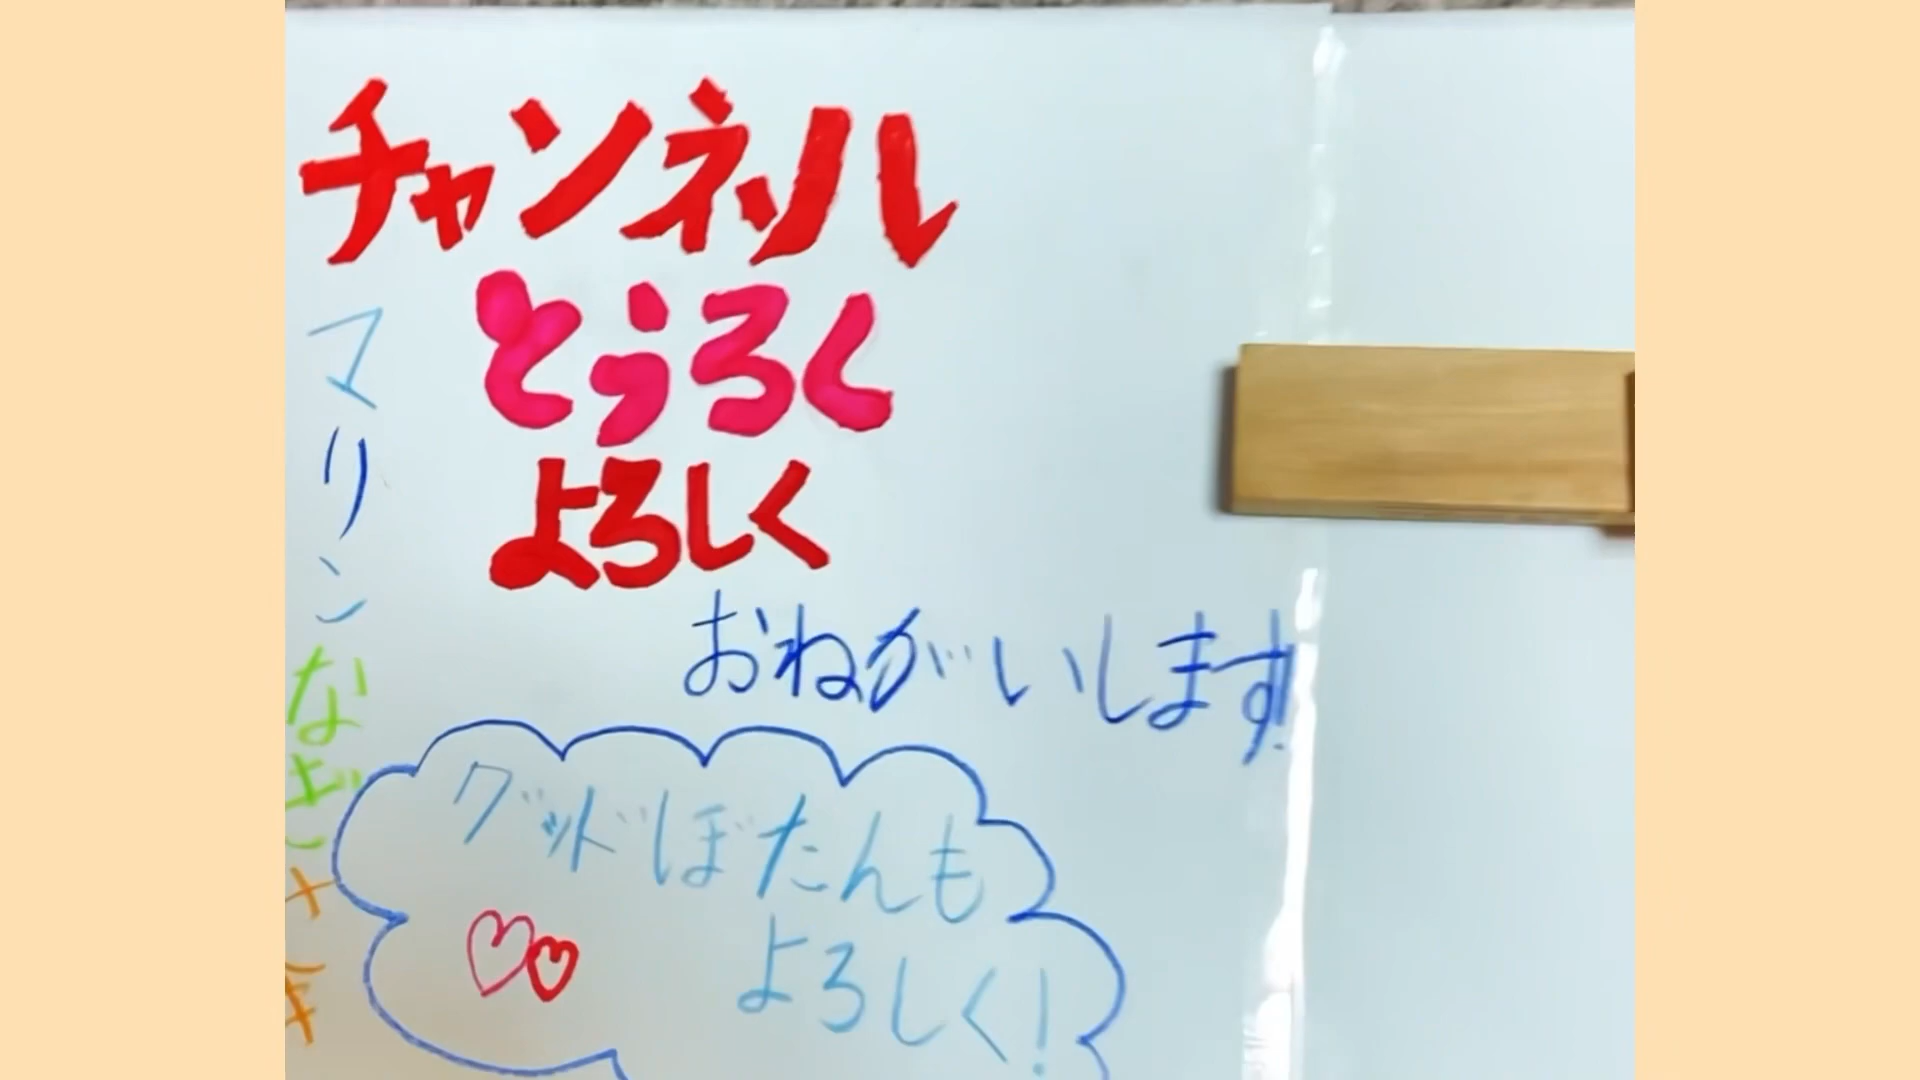 チャンネル
とうろく
よろしく
おねがいします!
グッドぼたんも
よろしく!
マリン